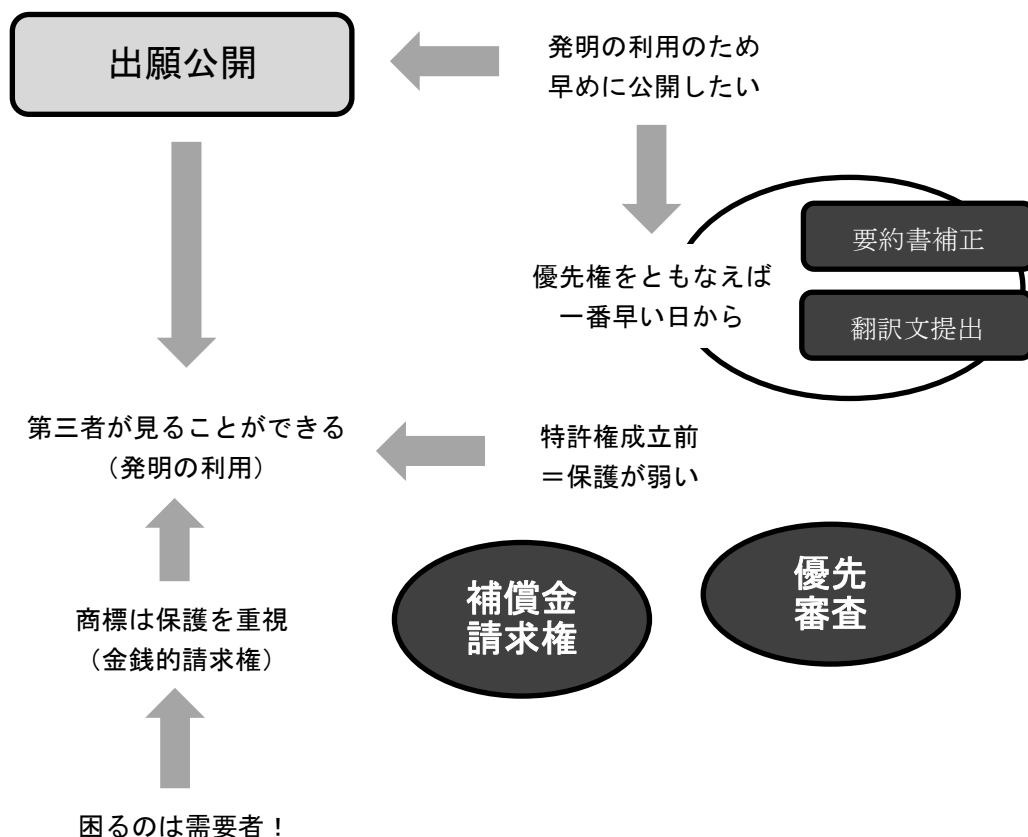 出願公開
発明の利用のため
早めに公開したい
要約書補正
優先権をともなえば
一番早い日から
翻訳文提出
第三者が見ることができる
（発明の利用）
特許権成立前
＝保護が弱い
補償金
請求権
優先
審査
商標は保護を重視
（金銭的請求権）
困るのは需要者！